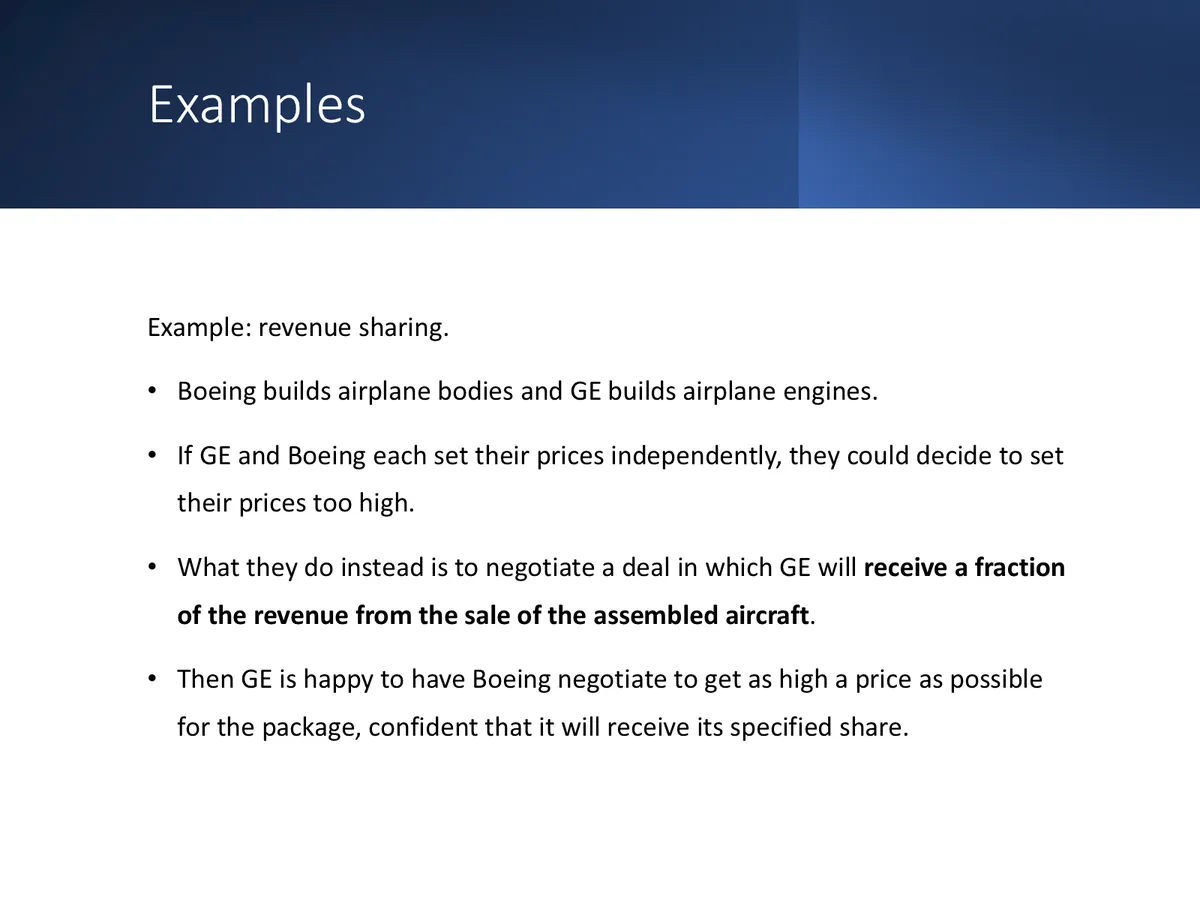 Examples
Example: revenue sharing.
• Boeing builds airplane bodies and GE builds airplane engines.
• If GE and Boeing each set their prices independently, they could decide to set
their prices too high.
• What they do instead is to negotiate a deal in which GE will receive a fraction
of the revenue from the sale of the assembled aircraft.
• Then GE is happy to have Boeing negotiate to get as high a price as possible
for the package, confident that it will receive its specified share.